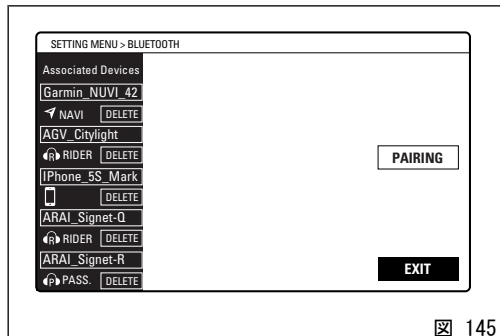 SETTING MENU > BLUETOOTH
Associated Devices
Garmin_NUVI_42
NAVI DELETE
AGV_Citylight
R RIDER DELETE
PAIRING
IPhone_5S_Mark
DELETE
ARAI_Signet-Q
R RIDER DELETE
ARAI_Signet-R
P PASS. DELETE
EXIT
図 145